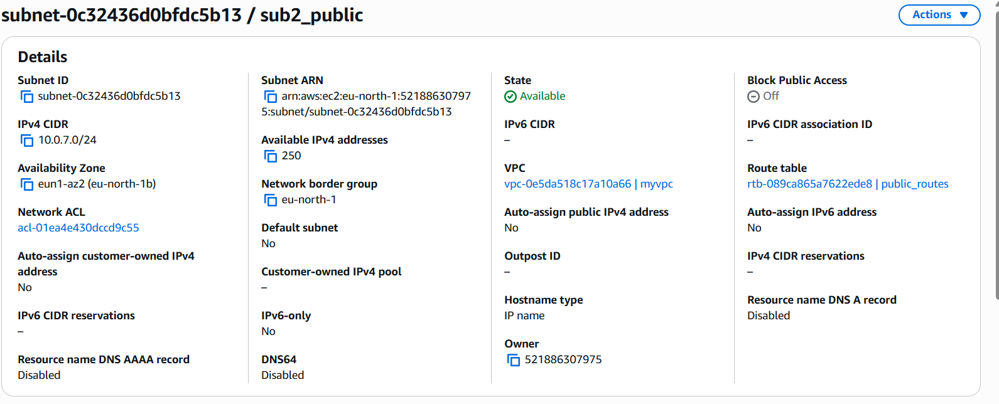 subnet-0c32436d0bfdc5b13 / sub2_public
Actions
Details
Subnet ID
subnet-0c32436d0bfdc5b13
IPv4 CIDR
10.0.7.0/24
Availability Zone
eun1-az2 (eu-north-1b)
Network ACL
acl-01ea4e430dccd9c55
Auto-assign customer-owned IPv4
address
No
IPv6 CIDR reservations
–
Resource name DNS AAAA record
Disabled
Subnet ARN
arn:aws:ec2:eu-north-1:52188630797
5:subnet/subnet-0c32436d0bfdc5b13
Available IPv4 addresses
250
Network border group
eu-north-1
Default subnet
No
Customer-owned IPv4 pool
–
IPv6-only
No
DNS64
Disabled
State
Available
IPv6 CIDR
–
VPC
vpc-0e5da518c17a10a66 | myvpc
Auto-assign public IPv4 address
No
Outpost ID
–
Hostname type
IP name
Owner
521886307975
Block Public Access
Off
IPv6 CIDR association ID
–
Route table
rtb-089ca865a7622ede8 | public_routes
Auto-assign IPv6 address
No
IPv4 CIDR reservations
–
Resource name DNS A record
Disabled